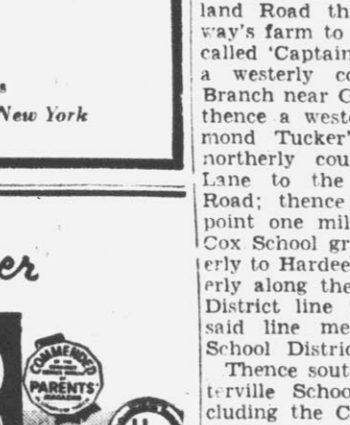 s
New York
er
COMMENDED
PARENTS'
MAGAZINE
land Road th
way's farm to
called 'Captain
a westerly co
Branch near G
thence a west
mond Tucker'
northerly cou
Lane to the
Road; thence
point one mil
Cox School gr
erly to Hardee
erly along the
District line
said line me
School Distric
Thence sout
terville Schoo
cluding the C